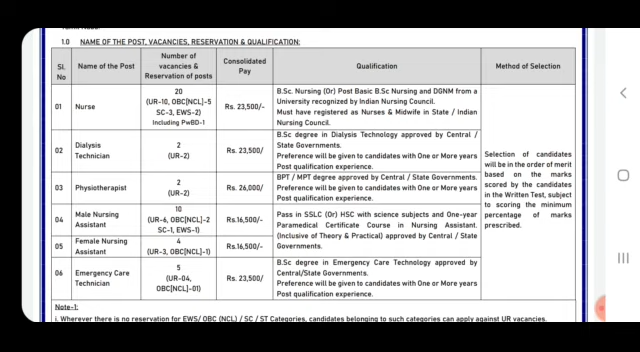 1.0 NAME OF THE POST, VACANCIES, RESERVATION & QUALIFICATION:
Sl. No
Name of the Post
Number of vacancies & Reservation of posts
Consolidated Pay
Qualification
Method of Selection
01
Nurse
20
(UR-10, OBC[NCL]-5
SC-3, EWS-2)
Including PwBD-1
Rs. 23,500/-
B.Sc. Nursing (Or) Post Basic B.Sc Nursing and DGNM from a
University recognized by Indian Nursing Council.
Must have registered as Nurses & Midwife in State / Indian
Nursing Council.
02
Dialysis
Technician
2
(UR-2)
Rs. 23,500/-
B.Sc degree in Dialysis Technology approved by Central /
State Governments.
Preference will be given to candidates with One or More years
Post qualification experience.
03
Physiotherapist
2
(UR-2)
Rs. 26,000/-
BPT / MPT degree approved by Central / State Governments.
Preference will be given to candidates with One or More years
Post qualification experience.
04
Male Nursing
Assistant
10
(UR-6, OBC[NCL]-2
SC-1, EWS-1)
Rs.16,500/-
Pass in SSLC (Or) HSC with science subjects and One-year
Paramedical Certificate Course in Nursing Assistant.
(Inclusive of Theory & Practical) approved by Central / State
Governments.
05
Female Nursing
Assistant
4
(UR-3, OBC[NCL]-1)
Rs.16,500/-
06
Emergency Care
Technician
5
(UR-04,
OBC[NCL]-01)
Rs. 23,500/-
B.Sc degree in Emergency Care Technology approved by
Central/State Governments.
Preference will be given to candidates with One or More years
Post qualification experience.
Selection of candidates
will be in the order of merit
based on the marks
scored by the candidates
in the Written Test, subject
to scoring the minimum
percentage of marks
prescribed.
Note-1:
i. Wherever there is no reservation for EWS/ OBC (NCL) / SC / ST Categories, candidates belonging to such categories can apply against UR vacancies.